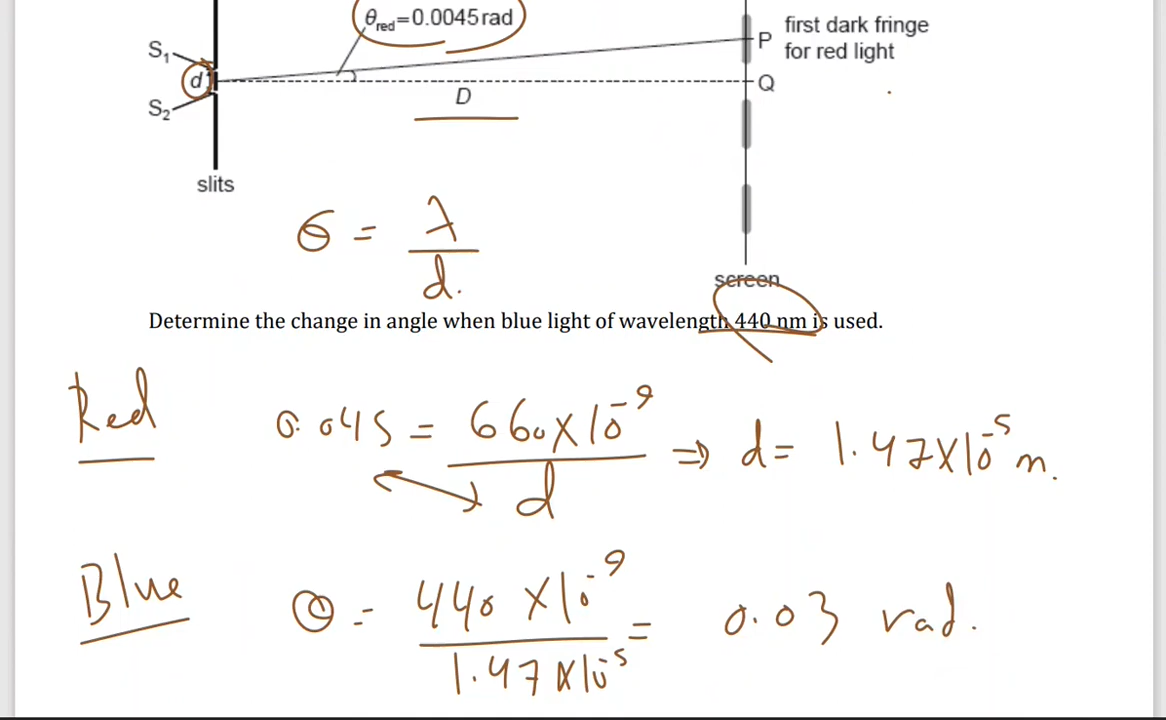 θred=0.0045 rad
first dark fringe
P
for red light
S1
d
Q
S2
D
slits
θ = λ/d.
screen
Determine the change in angle when blue light of wavelength 440 nm is used.
Red
0.045 = 660×10^-9/d ⇒ d= 1.47×10^-5 m.
Blue
θ = 440 ×10^-9/1.47×10^-5 = 0.03 rad.